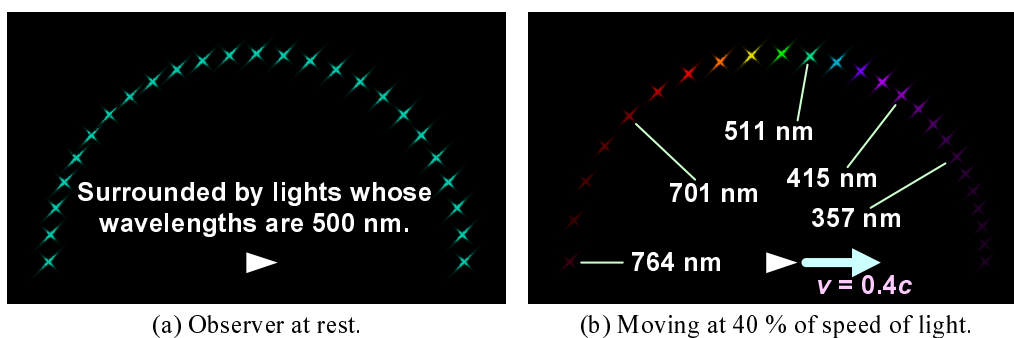 Surrounded by lights whose
wavelengths are 500 nm.
(a) Observer at rest.
511 nm
701 nm
415 nm
357 nm
764 nm
v = 0.4c
(b) Moving at 40 % of speed of light.